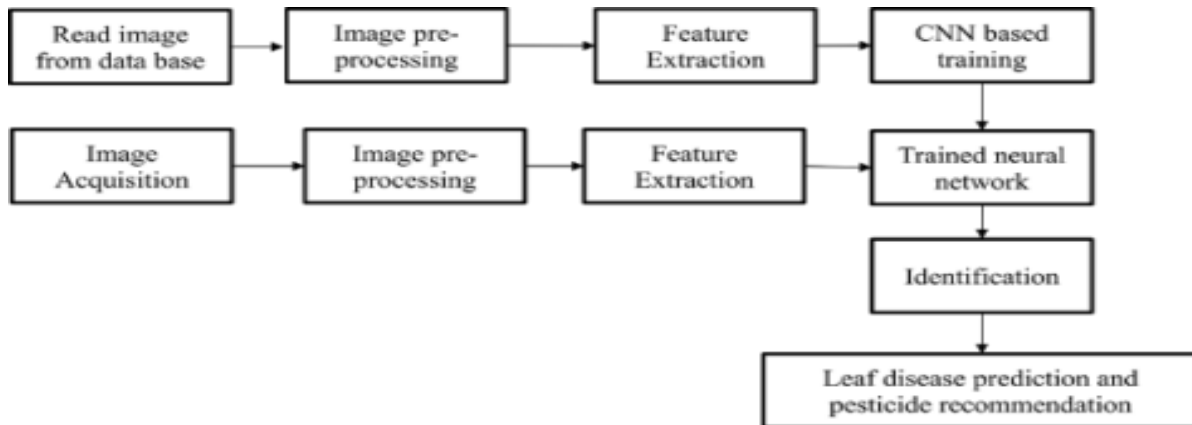 Read image
from data base
Image pre-
processing
Feature
Extraction
CNN based
training
Image
Acquisition
Image pre-
processing
Feature
Extraction
Trained neural
network
Identification
Leaf disease prediction and
pesticide recommendation